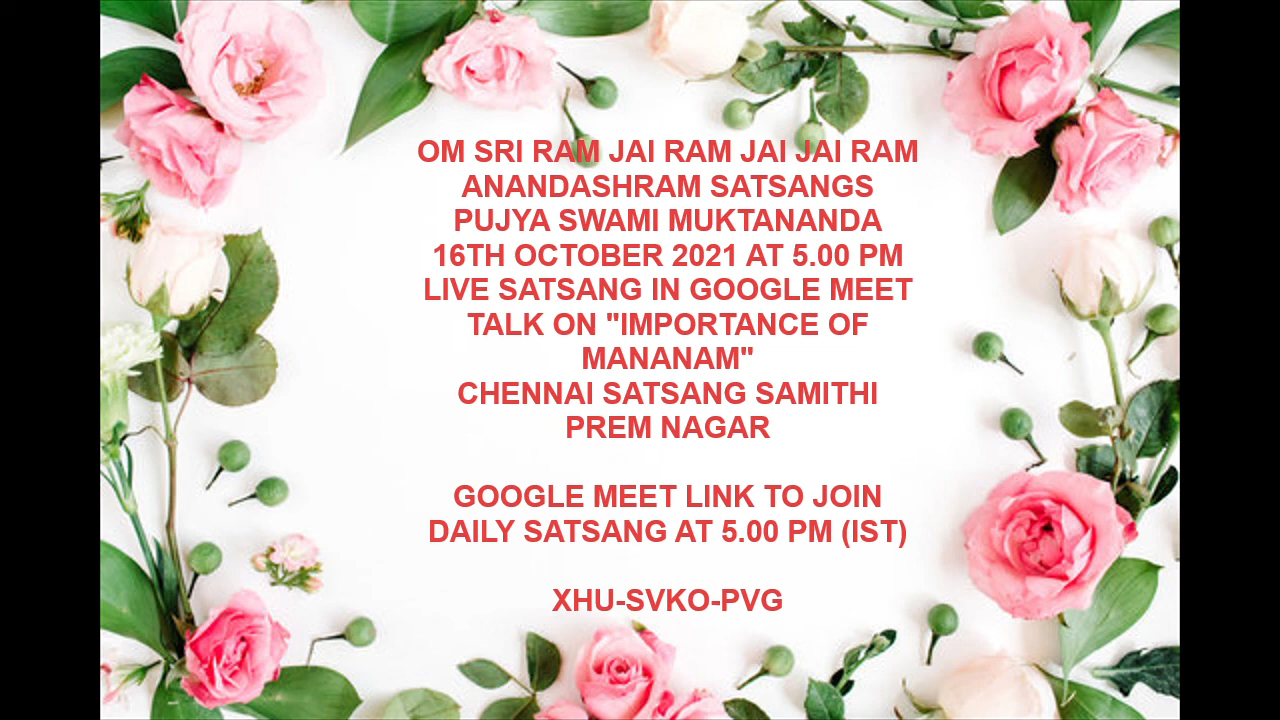 OM SRI RAM JAI RAM JAI JAI RAM
ANANDASHRAM SATSANGS
PUJYA SWAMI MUKTANANDA
16TH OCTOBER 2021 AT 5.00 PM
LIVE SATSANG IN GOOGLE MEET
TALK ON "IMPORTANCE OF
MANANAM"
CHENNAI SATSANG SAMITHI
PREM NAGAR
GOOGLE MEET LINK TO JOIN
DAILY SATSANG AT 5.00 PM (IST)
XHU-SVKO-PVG